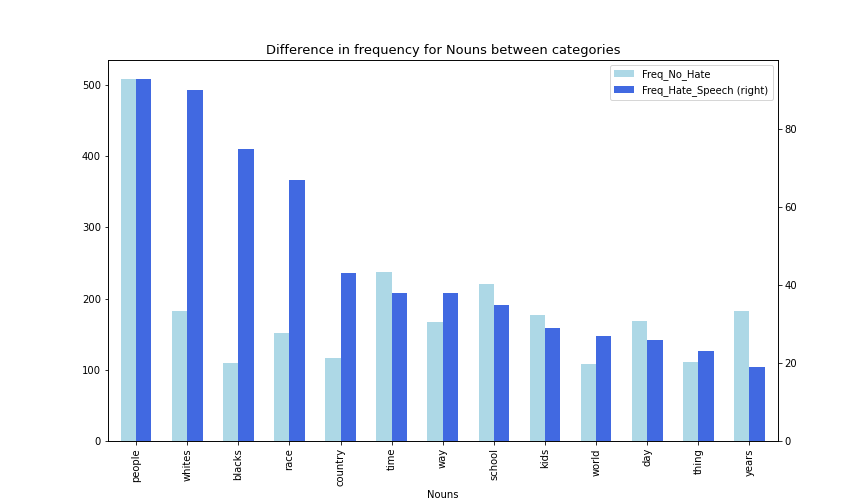 Difference in frequency for Nouns between categories
Freq_No_Hate
Freq_Hate_Speech (right)
500
400
300
200
100
0
80
60
40
20
0
people
whites
blacks
race
country
time
way
school
kids
world
day
thing
years
Nouns